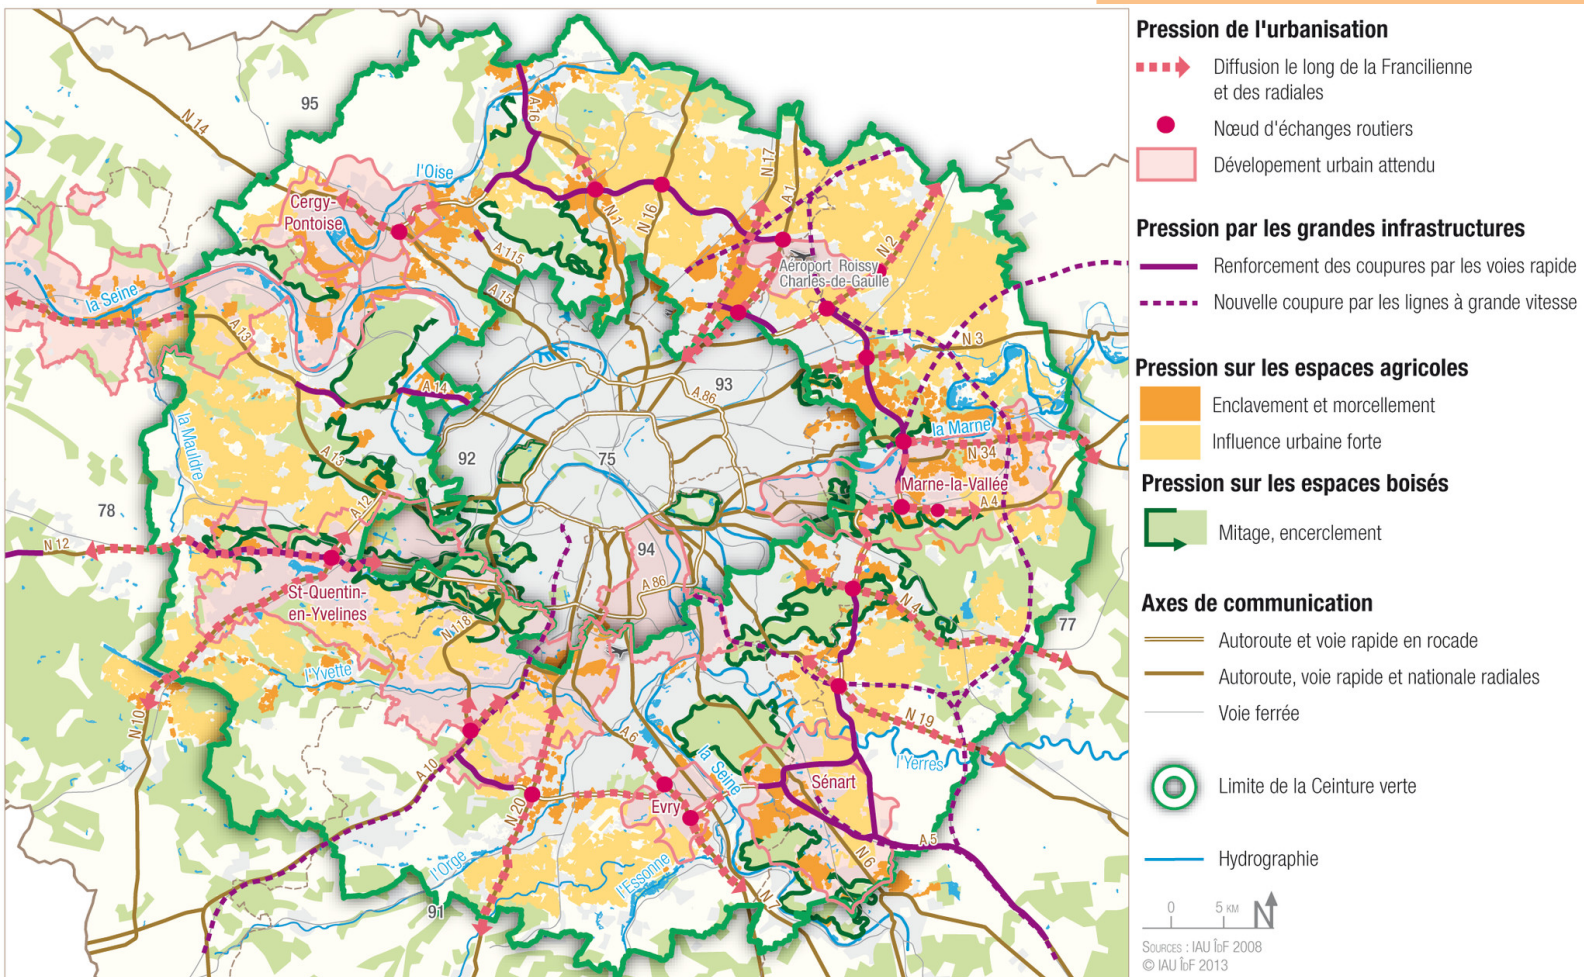 95
N 14
l'Oise
Cergy-
Pontoise
A 16
N 17
A 1
N 1
N 16
N 2
A 115
A 15
Aéroport Roissy
Charles-de-Gaulle
la Seine
A 13
A 14
N 3
93
A 86
la Mauldre
92
75
la Marne
N 34
Marne-la-Vallée
A 4
A 13
A 12
78
N 12
94
A 86
St-Quentin-
en-Yvelines
N 118
N 4
77
l'Yvette
N 10
A 6
N 19
la Seine
l'Yerres
A 10
Sénart
N 20
Evry
A 5
l'Orge
l'Essonne
N 6
N 7
91
Pression de l'urbanisation
Diffusion le long de la Francilienne
et des radiales
Nœud d'échanges routiers
Dévelopement urbain attendu
Pression par les grandes infrastructures
Renforcement des coupures par les voies rapide
Nouvelle coupure par les lignes à grande vitesse
Pression sur les espaces agricoles
Enclavement et morcellement
Influence urbaine forte
Pression sur les espaces boisés
Mitage, encerclement
Axes de communication
Autoroute et voie rapide en rocade
Autoroute, voie rapide et nationale radiales
Voie ferrée
Limite de la Ceinture verte
Hydrographie
0 5 KM N
SOURCES : IAU ÎDF 2008
© IAU ÎDF 2013